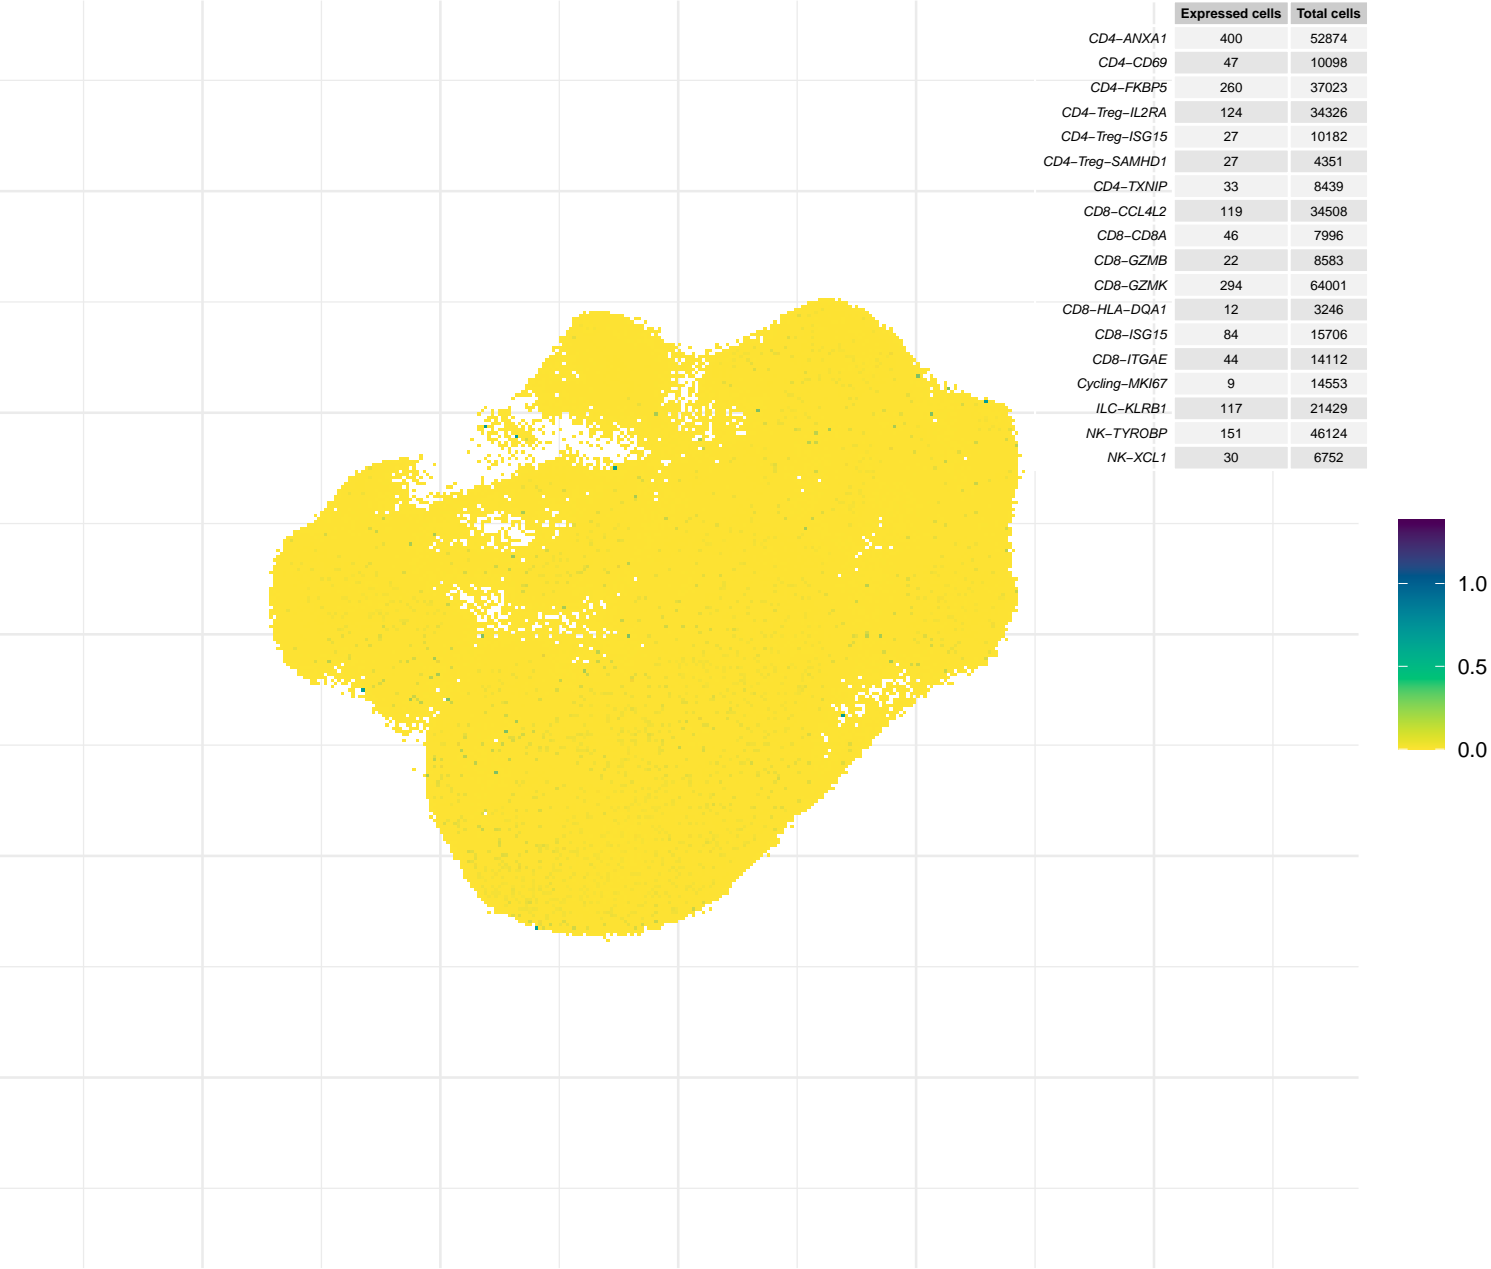 Expressed cells Total cells
CD4−ANXA1 400 52874
CD4−CD69 47 10098
CD4−FKBP5 260 37023
CD4−Treg−IL2RA 124 34326
CD4−Treg−ISG15 27 10182
CD4−Treg−SAMHD1 27 4351
CD4−TXNIP 33 8439
CD8−CCL4L2 119 34508
CD8−CD8A 46 7996
CD8−GZMB 22 8583
CD8−GZMK 294 64001
CD8−HLA−DQA1 12 3246
CD8−ISG15 84 15706
CD8−ITGAE 44 14112
Cycling−MKI67 9 14553
ILC−KLRB1 117 21429
NK−TYROBP 151 46124
NK−XCL1 30 6752
1.0
0.5
0.0